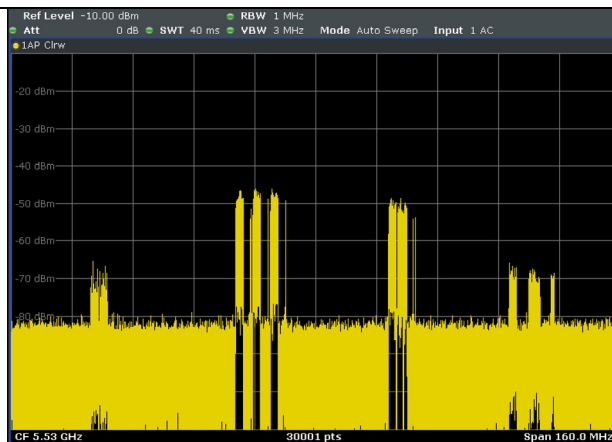 Ref Level -10.00 dBm RBW 1 MHz
Att 0 dB SWT 40 ms VBW 3 MHz Mode Auto Sweep Input 1 AC
1AP Clrw
-20 dBm
-30 dBm
-40 dBm
-50 dBm
-60 dBm
-70 dBm
-80 dBm
CF 5.53 GHz 30001 pts Span 160.0 MHz